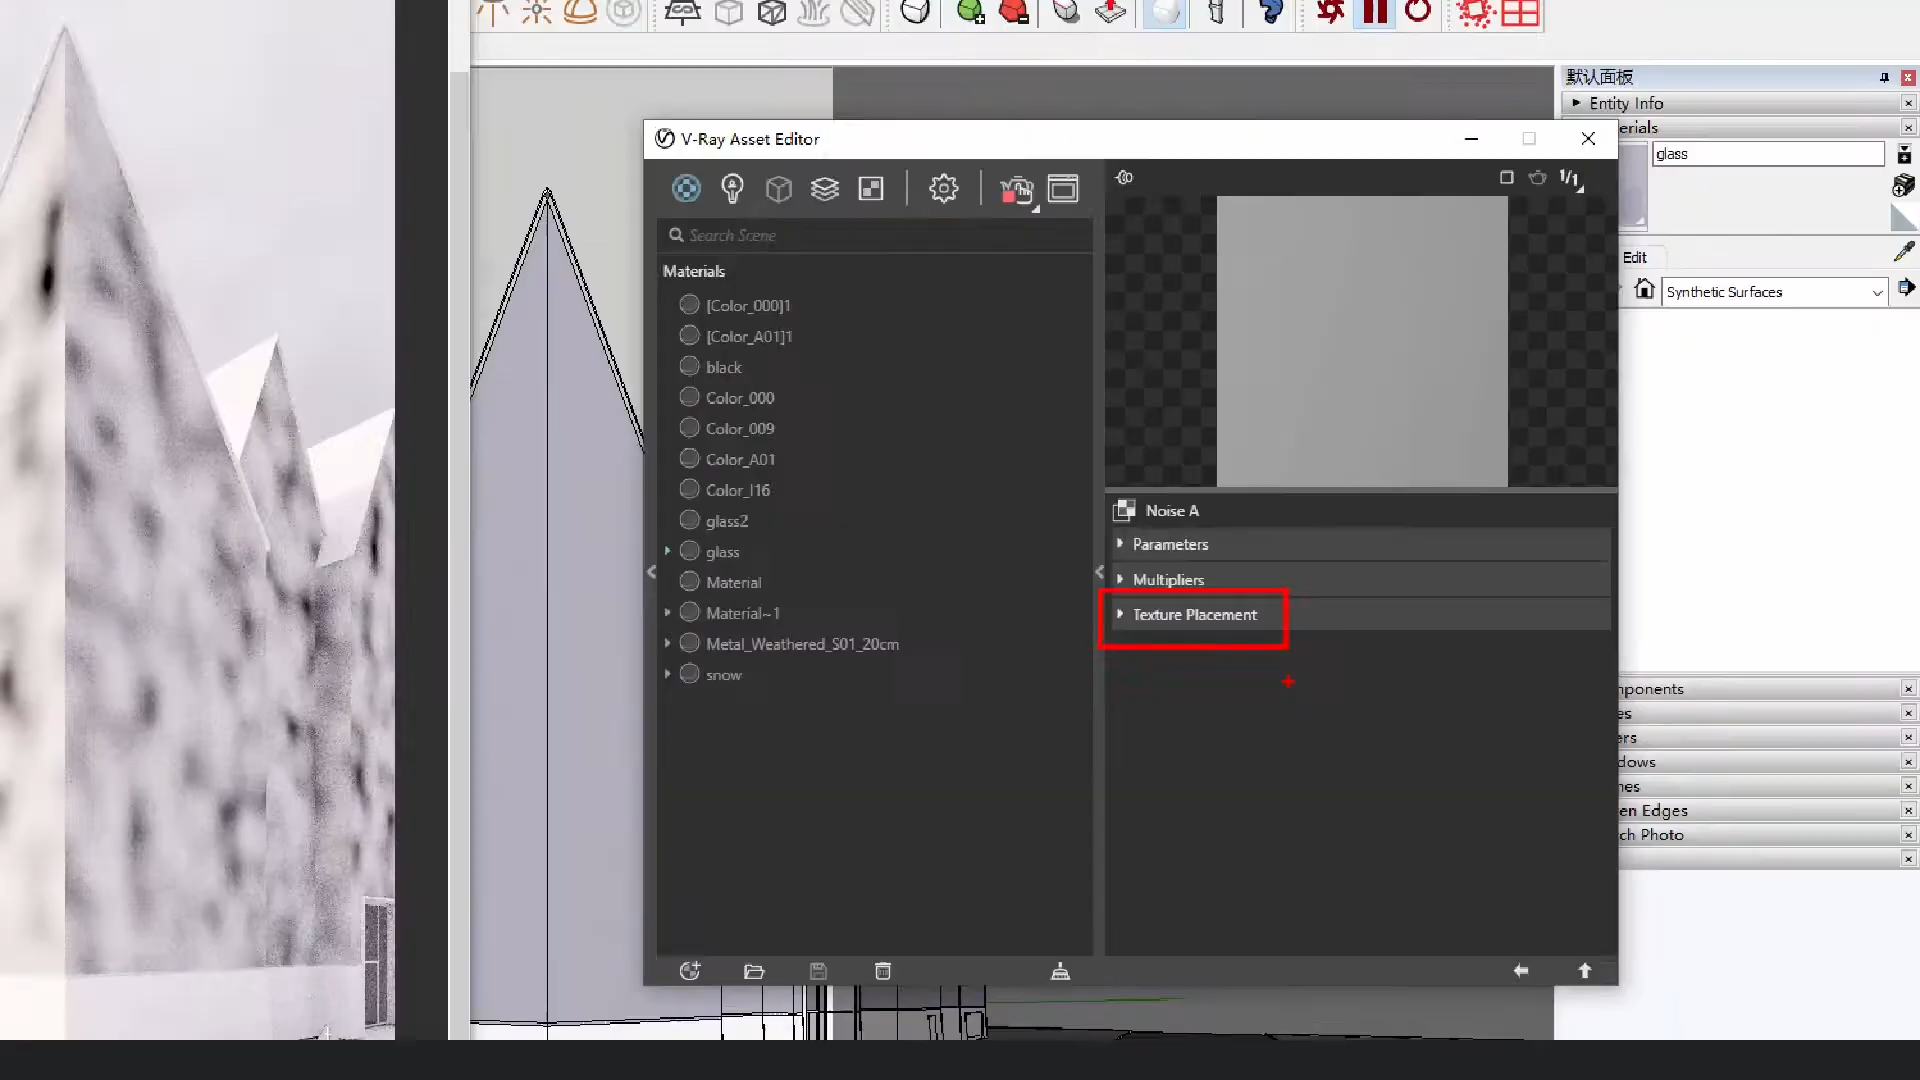 默认面板
Entity Info
erials
glass
Edit
Synthetic Surfaces
V-Ray Asset Editor
Search Scene
Materials
[Color_000]1
[Color_A01]1
black
Color_000
Color_009
Color_A01
Color_I16
glass2
glass
Material
Material~1
Metal_Weathered_S01_20cm
snow
1/1
Noise A
Parameters
Multipliers
Texture Placement
nponents
es
ers
dows
nes
en Edges
ch Photo